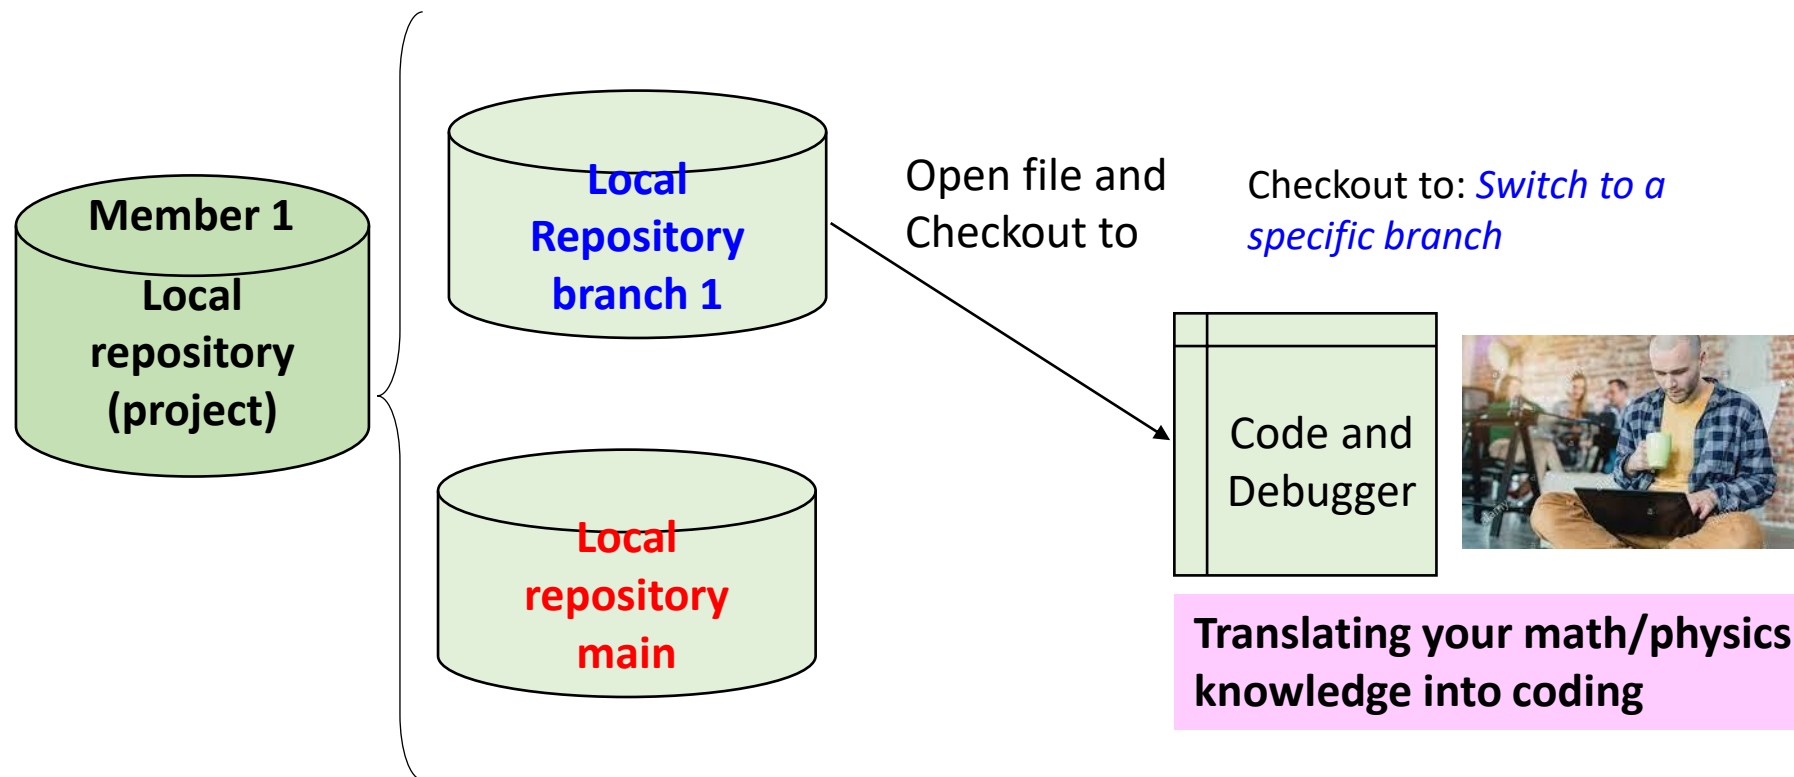 Member 1
Local
repository
(project)
Local
Repository
branch 1
Local
repository
main
Open file and
Checkout to
Checkout to: Switch to a
specific branch
Code and
Debugger
Translating your math/physics
knowledge into coding